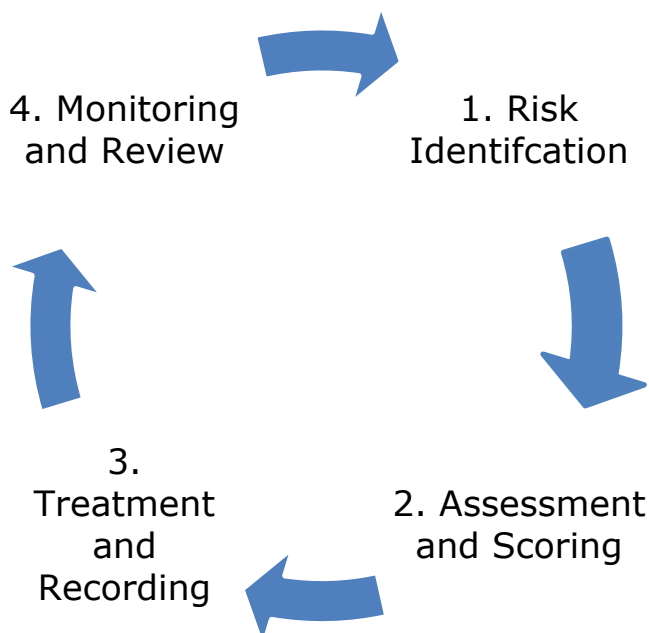 4. Monitoring
and Review
1. Risk
Identifcation
3.
Treatment
and
Recording
2. Assessment
and Scoring